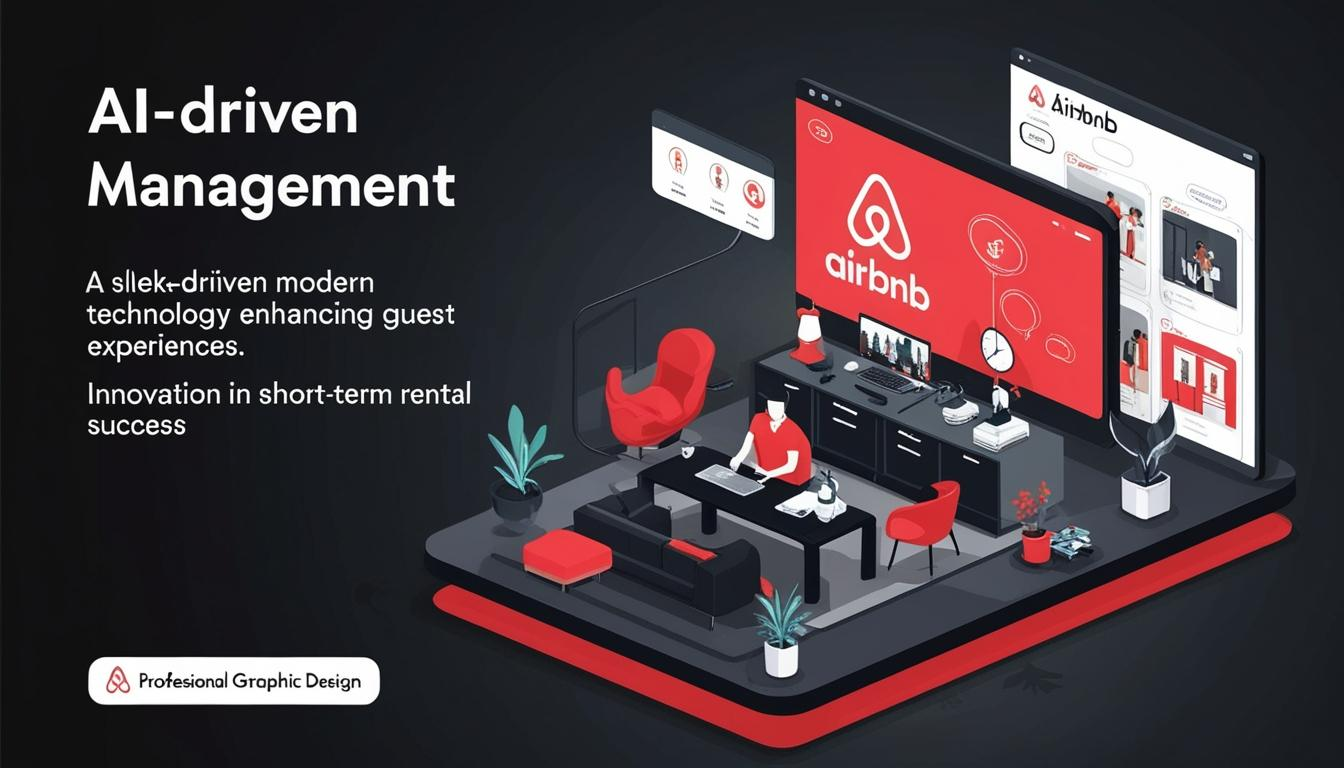 AI-driven
Management
A sllek-driiven modern
technology enhancing guest
experiences.
Innovation in short-term rental
success
Profesional Graphic Design
airbnb
Airbnb